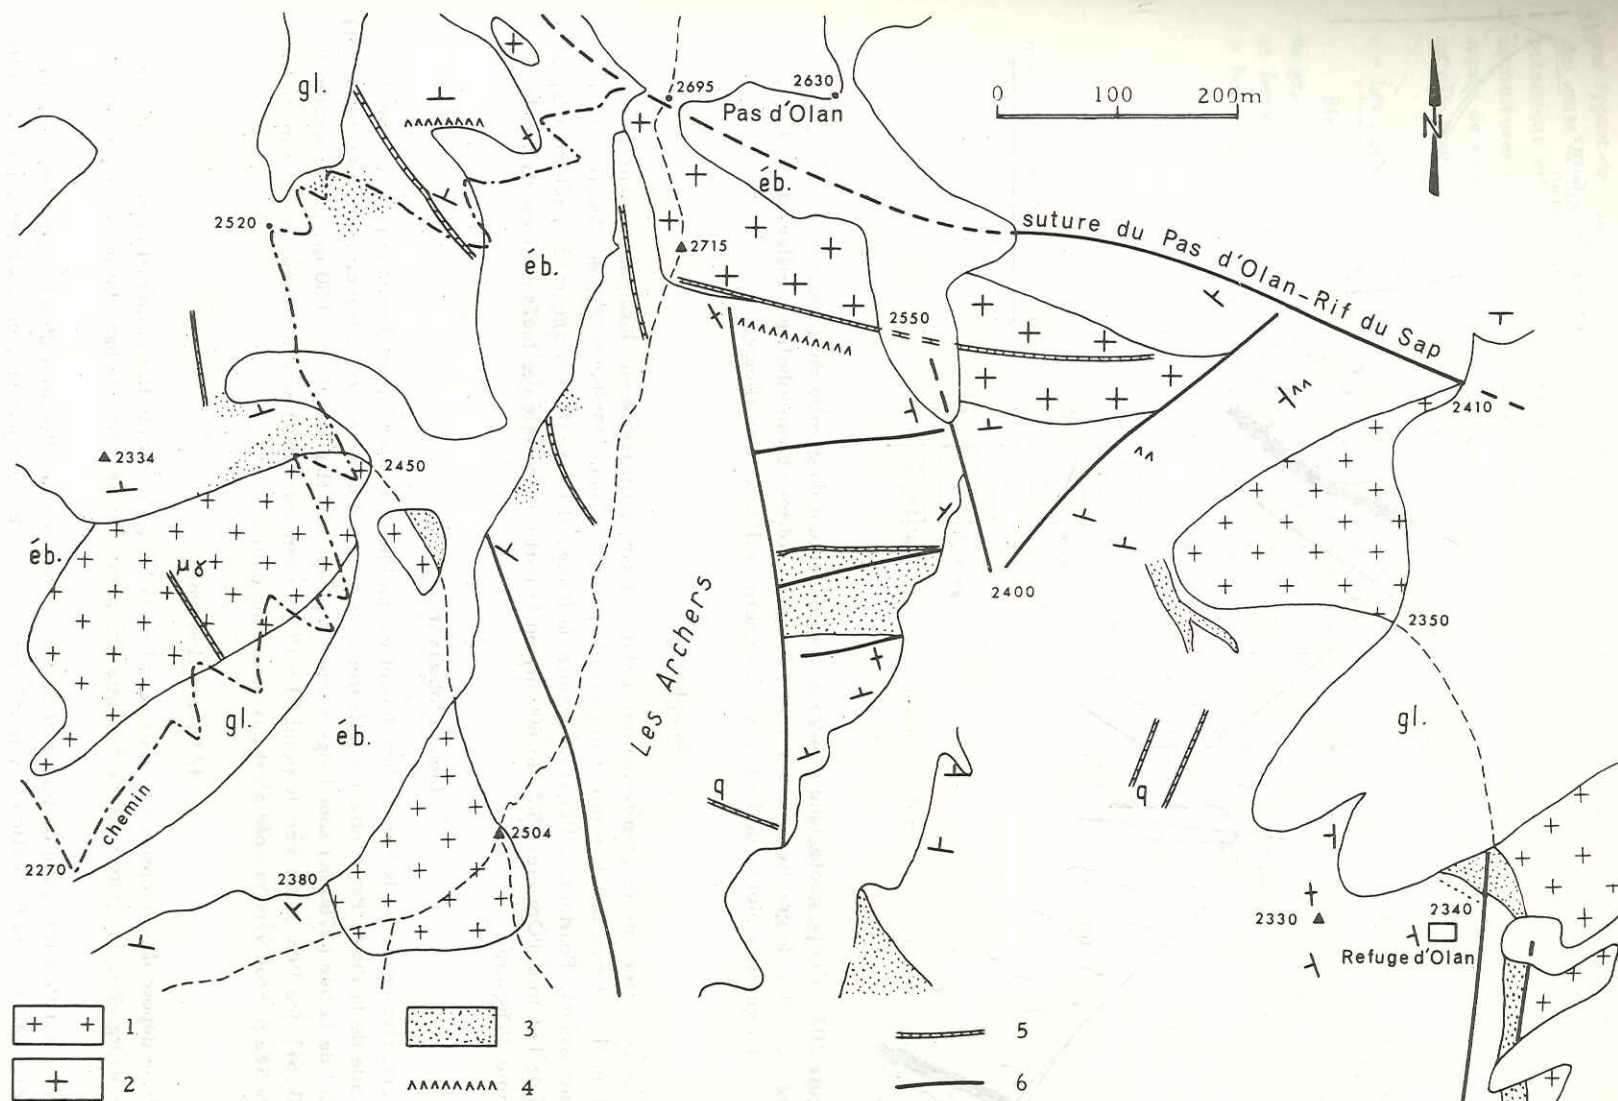 gl.
2695
2630
Pas d'Olan
0 100 200m
N
éb.
2520
éb.
2715
suture du Pas d'Olan-Rif du Sap
2550
2410
2334
2450
éb.
μγ
2400
2350
Les Archers
gl.
gl.
éb.
chemin
q
q
2504
2270
2380
2330
2340
Refuge d'Olan
1
3
5
2
4
6